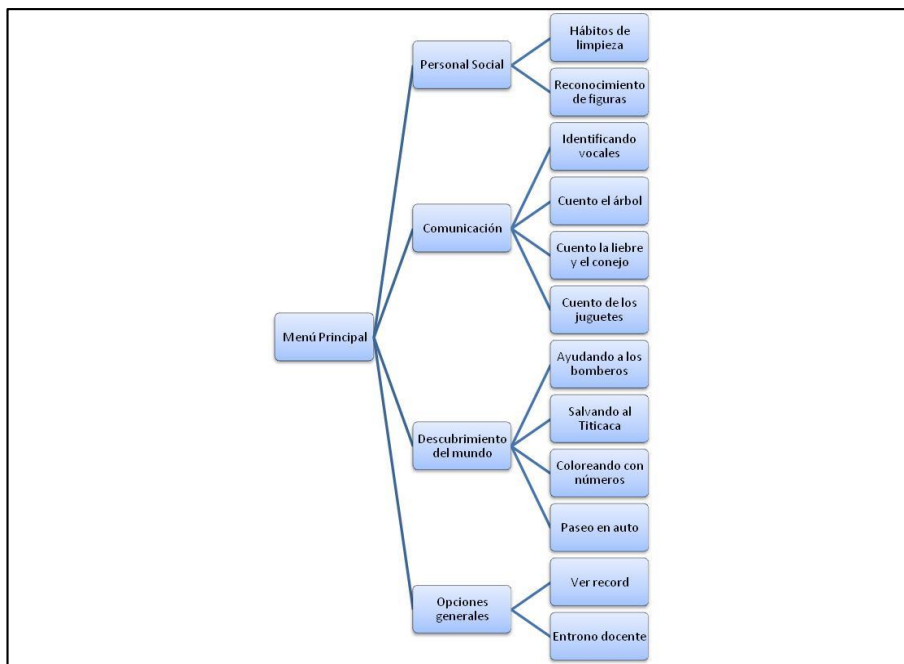 Menú Principal
Personal Social
Hábitos de
limpieza
Reconocimiento
de figuras
Comunicación
Identificando
vocales
Cuento el árbol
Cuento la liebre
y el conejo
Cuento de los
juguetes
Descubrimiento
del mundo
Ayudando a los
bomberos
Salvando al
Titicaca
Coloreando con
números
Paseo en auto
Opciones
generales
Ver record
Entrono docente